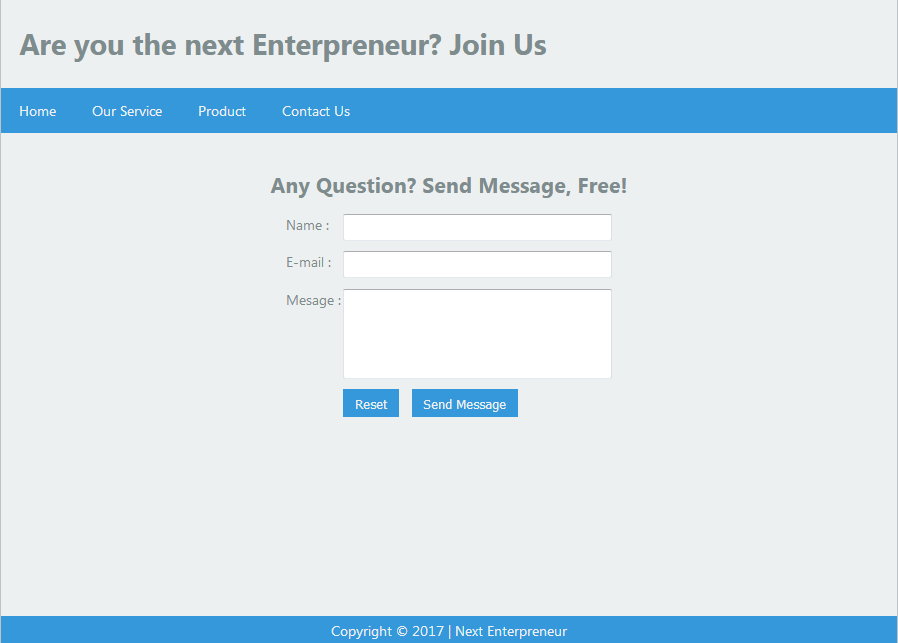 Are you the next Enterpreneur? Join Us
Home Our Service Product Contact Us
Any Question? Send Message, Free!
Name :
E-mail :
Mesage :
Reset Send Message
Copyright © 2017 | Next Enterpreneur